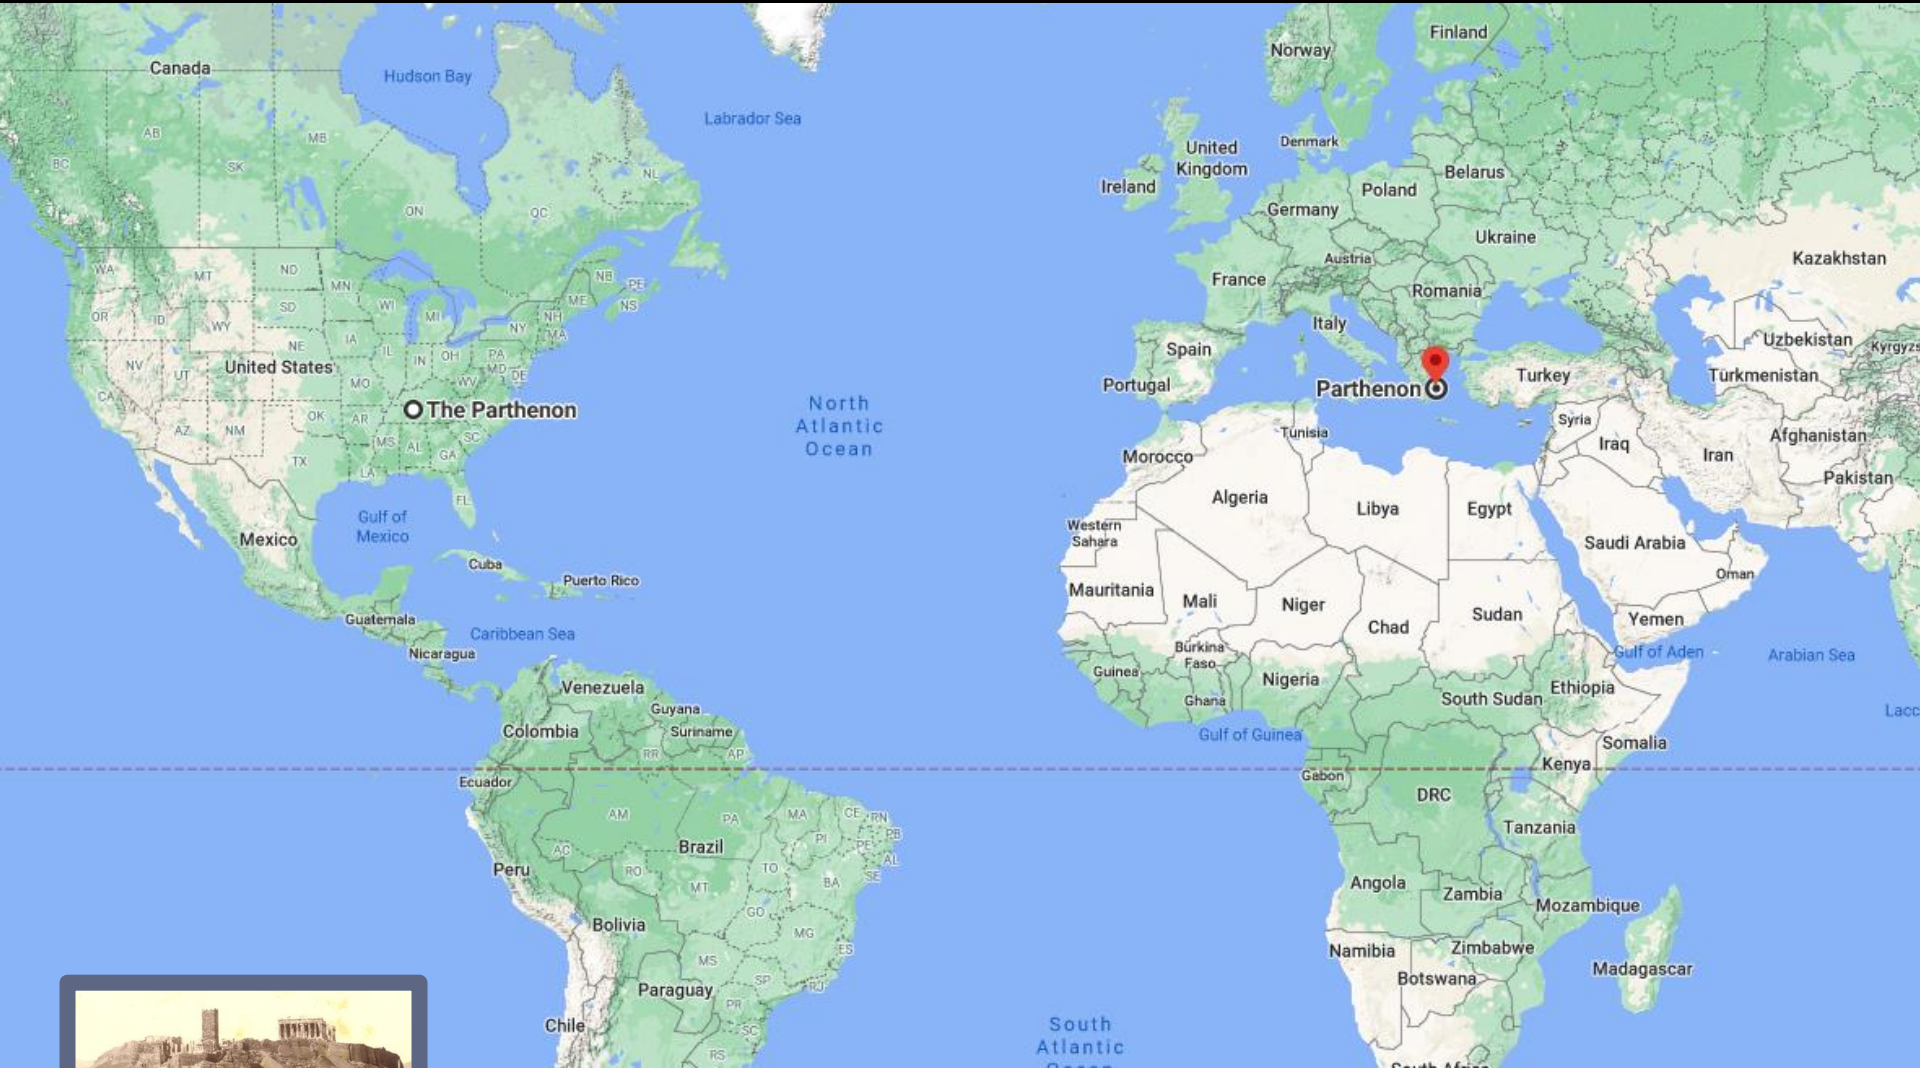 Finland
Norway
Canada
Hudson Bay
Labrador Sea
AB
MB
Denmark
United
Kingdom
BC
SK
NL
Belarus
Ireland
Poland
ON
QC
Germany
Ukraine
Austria
Kazakhstan
WA
MT
ND
NB
PE
France
MN
ME
NS
Romania
OR
ID
SD
WI
MI
NH
WY
NY
MA
Italy
NE
IA
Uzbekistan
Kyrgyzs
IL
IN
OH
PA
Spain
NV
UT
United States
MD
DE
Turkey
Turkmenistan
MO
WV
Portugal
Parthenon
CA
The Parthenon
North
Atlantic
Ocean
OK
AR
Syria
AZ
NM
MS
AL
SC
GA
Tunisia
Iraq
Afghanistan
Morocco
Iran
TX
LA
Pakistan
FL
Algeria
Libya
Egypt
Gulf of
Mexico
Western
Sahara
Mexico
Saudi Arabia
Cuba
Puerto Rico
Oman
Mauritania
Mali
Niger
Sudan
Guatemala
Caribbean Sea
Chad
Yemen
Nicaragua
Burkina
Faso
Gulf of Aden
Arabian Sea
Guinea
Nigeria
Venezuela
Ethiopia
Ghana
South Sudan
Guyana
Lacc
Colombia
Suriname
Gulf of Guinea
Somalia
RR
AP
Kenya
Ecuador
Gabon
DRC
AM
PA
MA
CE
RN
Tanzania
PB
PI
PE
Brazil
AC
AL
Peru
RO
TO
SE
MT
BA
Angola
Zambia
GO
Mozambique
Bolivia
MG
ES
Namibia
Zimbabwe
MS
Madagascar
SP
Botswana
Paraguay
RJ
PR
Chile
SC
South
Atlantic
Ocean
RS
South Africa